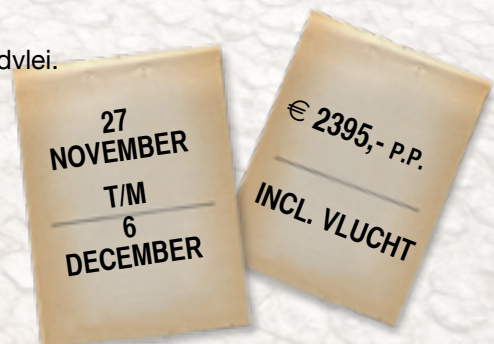 dvlei.
27
NOVEMBER
T/M
6
DECEMBER
€ 2395,- P.P.
INCL. VLUCHT